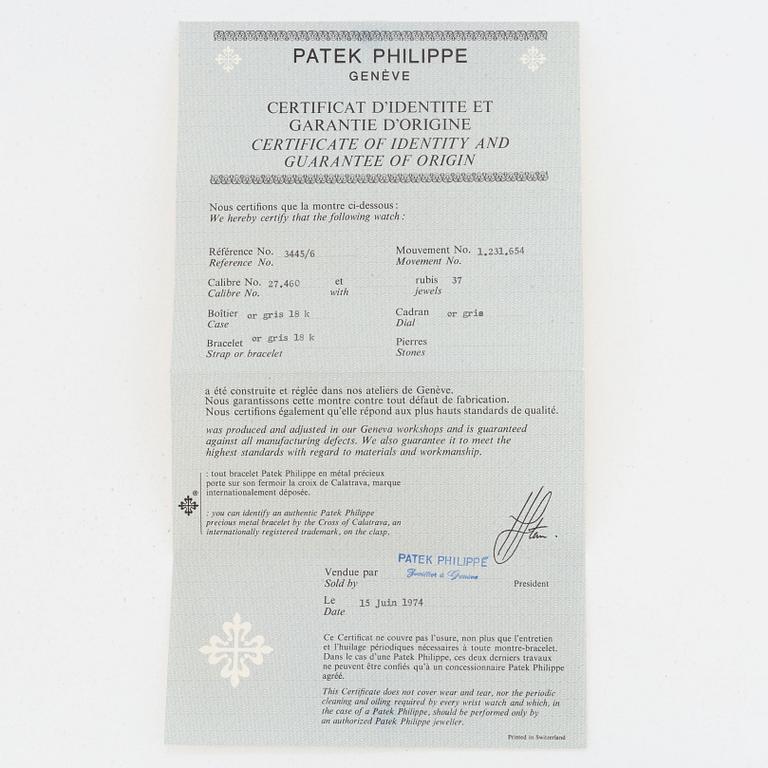 PATEK PHILIPPE
GENÈVE
CERTIFICAT D'IDENTITE ET
GARANTIE D'ORIGINE
CERTIFICATE OF IDENTITY AND
GUARANTEE OF ORIGIN
Nous certifions que la montre ci-dessous :
We hereby certify that the following watch :
Référence No. 3445/6 Mouvement No. 1.231.654
Reference No. Movement No.
Calibre No. 27.460 et rubis 37
Calibre No. with jewels
Boîtier or gris 18 k Cadran or gris
Case Dial
Bracelet or gris 18 k Pierres
Strap or bracelet Stones
a été construite et réglée dans nos ateliers de Genève.
Nous garantissons cette montre contre tout défaut de fabrication.
Nous certifions également qu'elle répond aux plus hauts standards de qualité.
was produced and adjusted in our Geneva workshops and is guaranteed
against all manufacturing defects. We also guarantee it to meet the
highest standards with regard to materials and workmanship.
: tout bracelet Patek Philippe en métal précieux
porte sur son fermoir la croix de Calatrava, marque
® internationalement déposée.
: you can identify an authentic Patek Philippe
precious metal bracelet by the Cross of Calatrava, an
internationally registered trademark, on the clasp.
PATEK PHILIPPE
Vendue par Joaillier à Genève
Sold by President
Le 15 Juin 1974
Date
Ce Certificat ne couvre pas l'usure, non plus que l'entretien
et l'huilage périodiques nécessaires à toute montre-bracelet.
Dans le cas d'une Patek Philippe, ces deux derniers travaux
ne peuvent être confiés qu'à un concessionnaire Patek Philippe
agréé.
This Certificate does not cover wear and tear, nor the periodic
cleaning and oiling required by every wrist watch and which, in
the case of a Patek Philippe, should be performed only by
an authorized Patek Philippe jeweller.
Printed in Switzerland